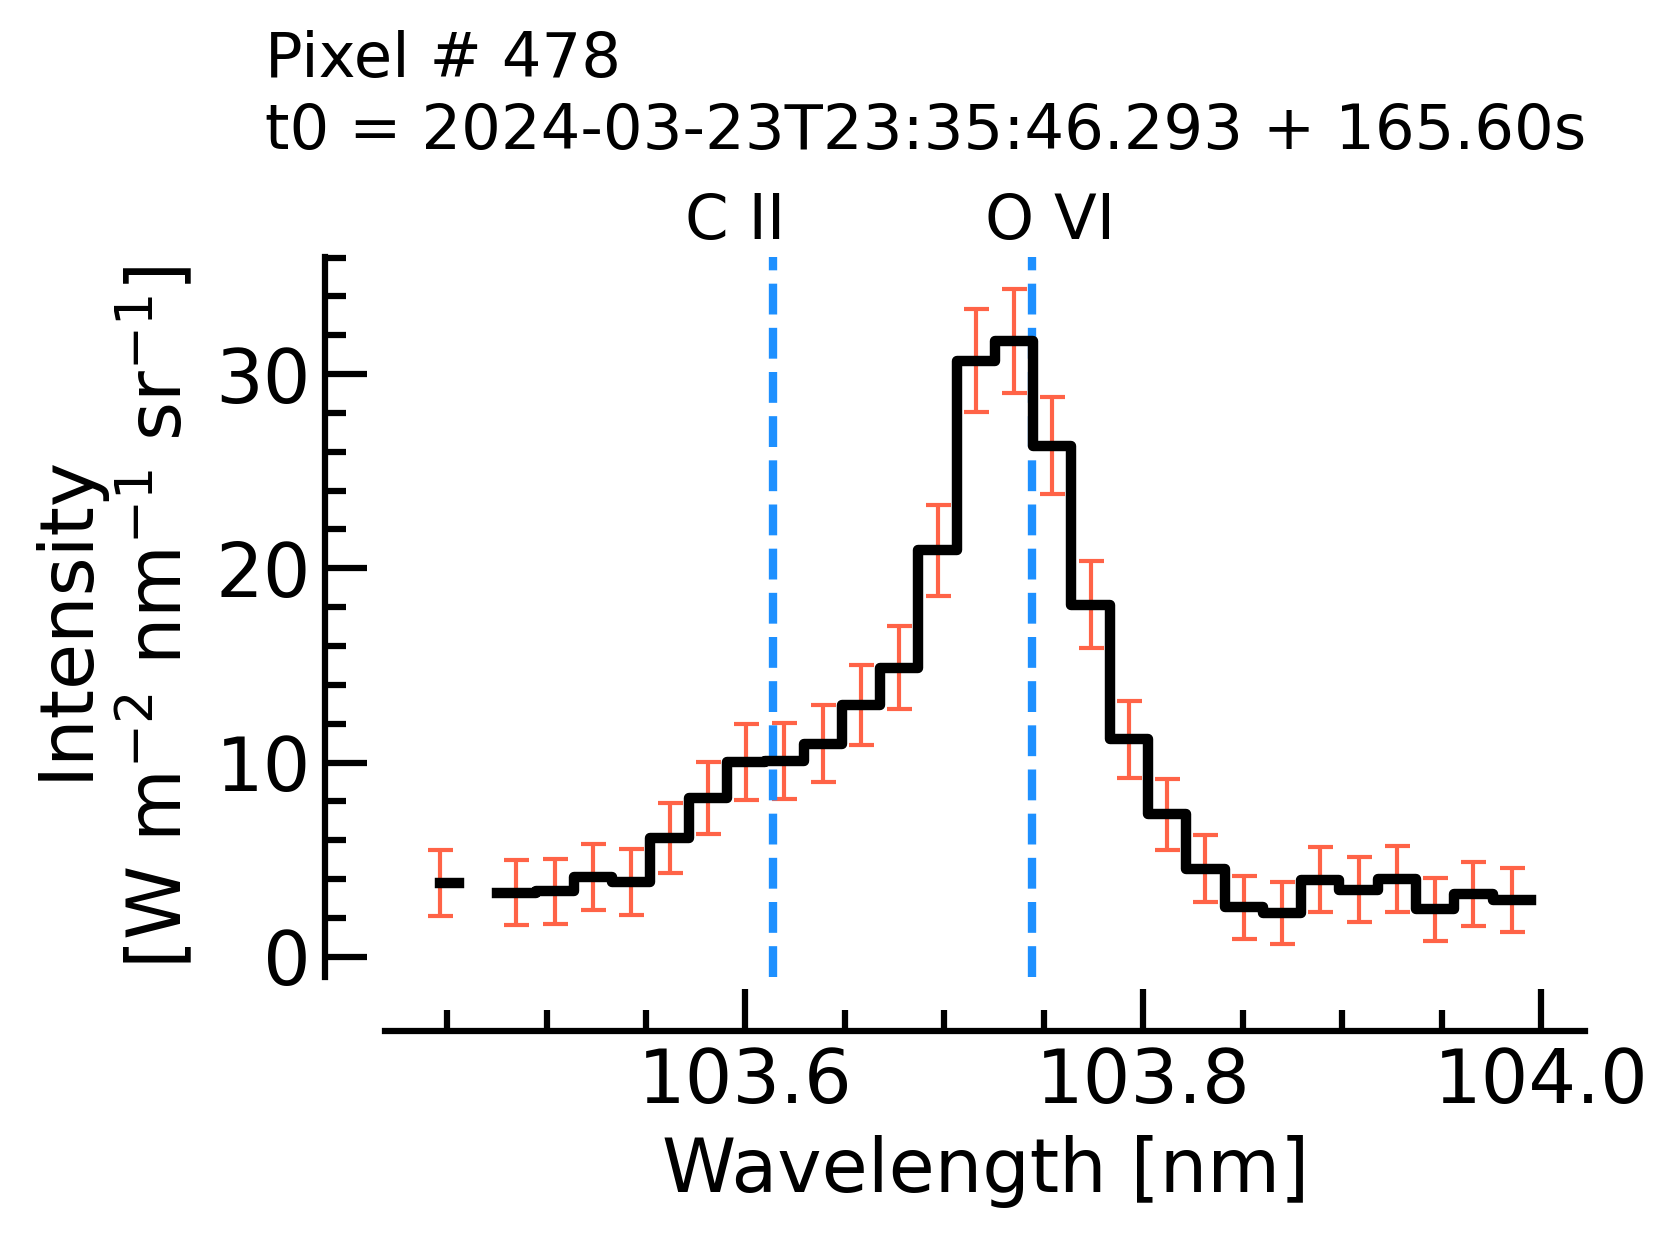 Pixel # 478
t0 = 2024-03-23T23:35:46.293 + 165.60s
C II O VI
Intensity
[W m⁻² nm⁻¹ sr⁻¹]
30
20
10
0
103.6 103.8 104.0
Wavelength [nm]